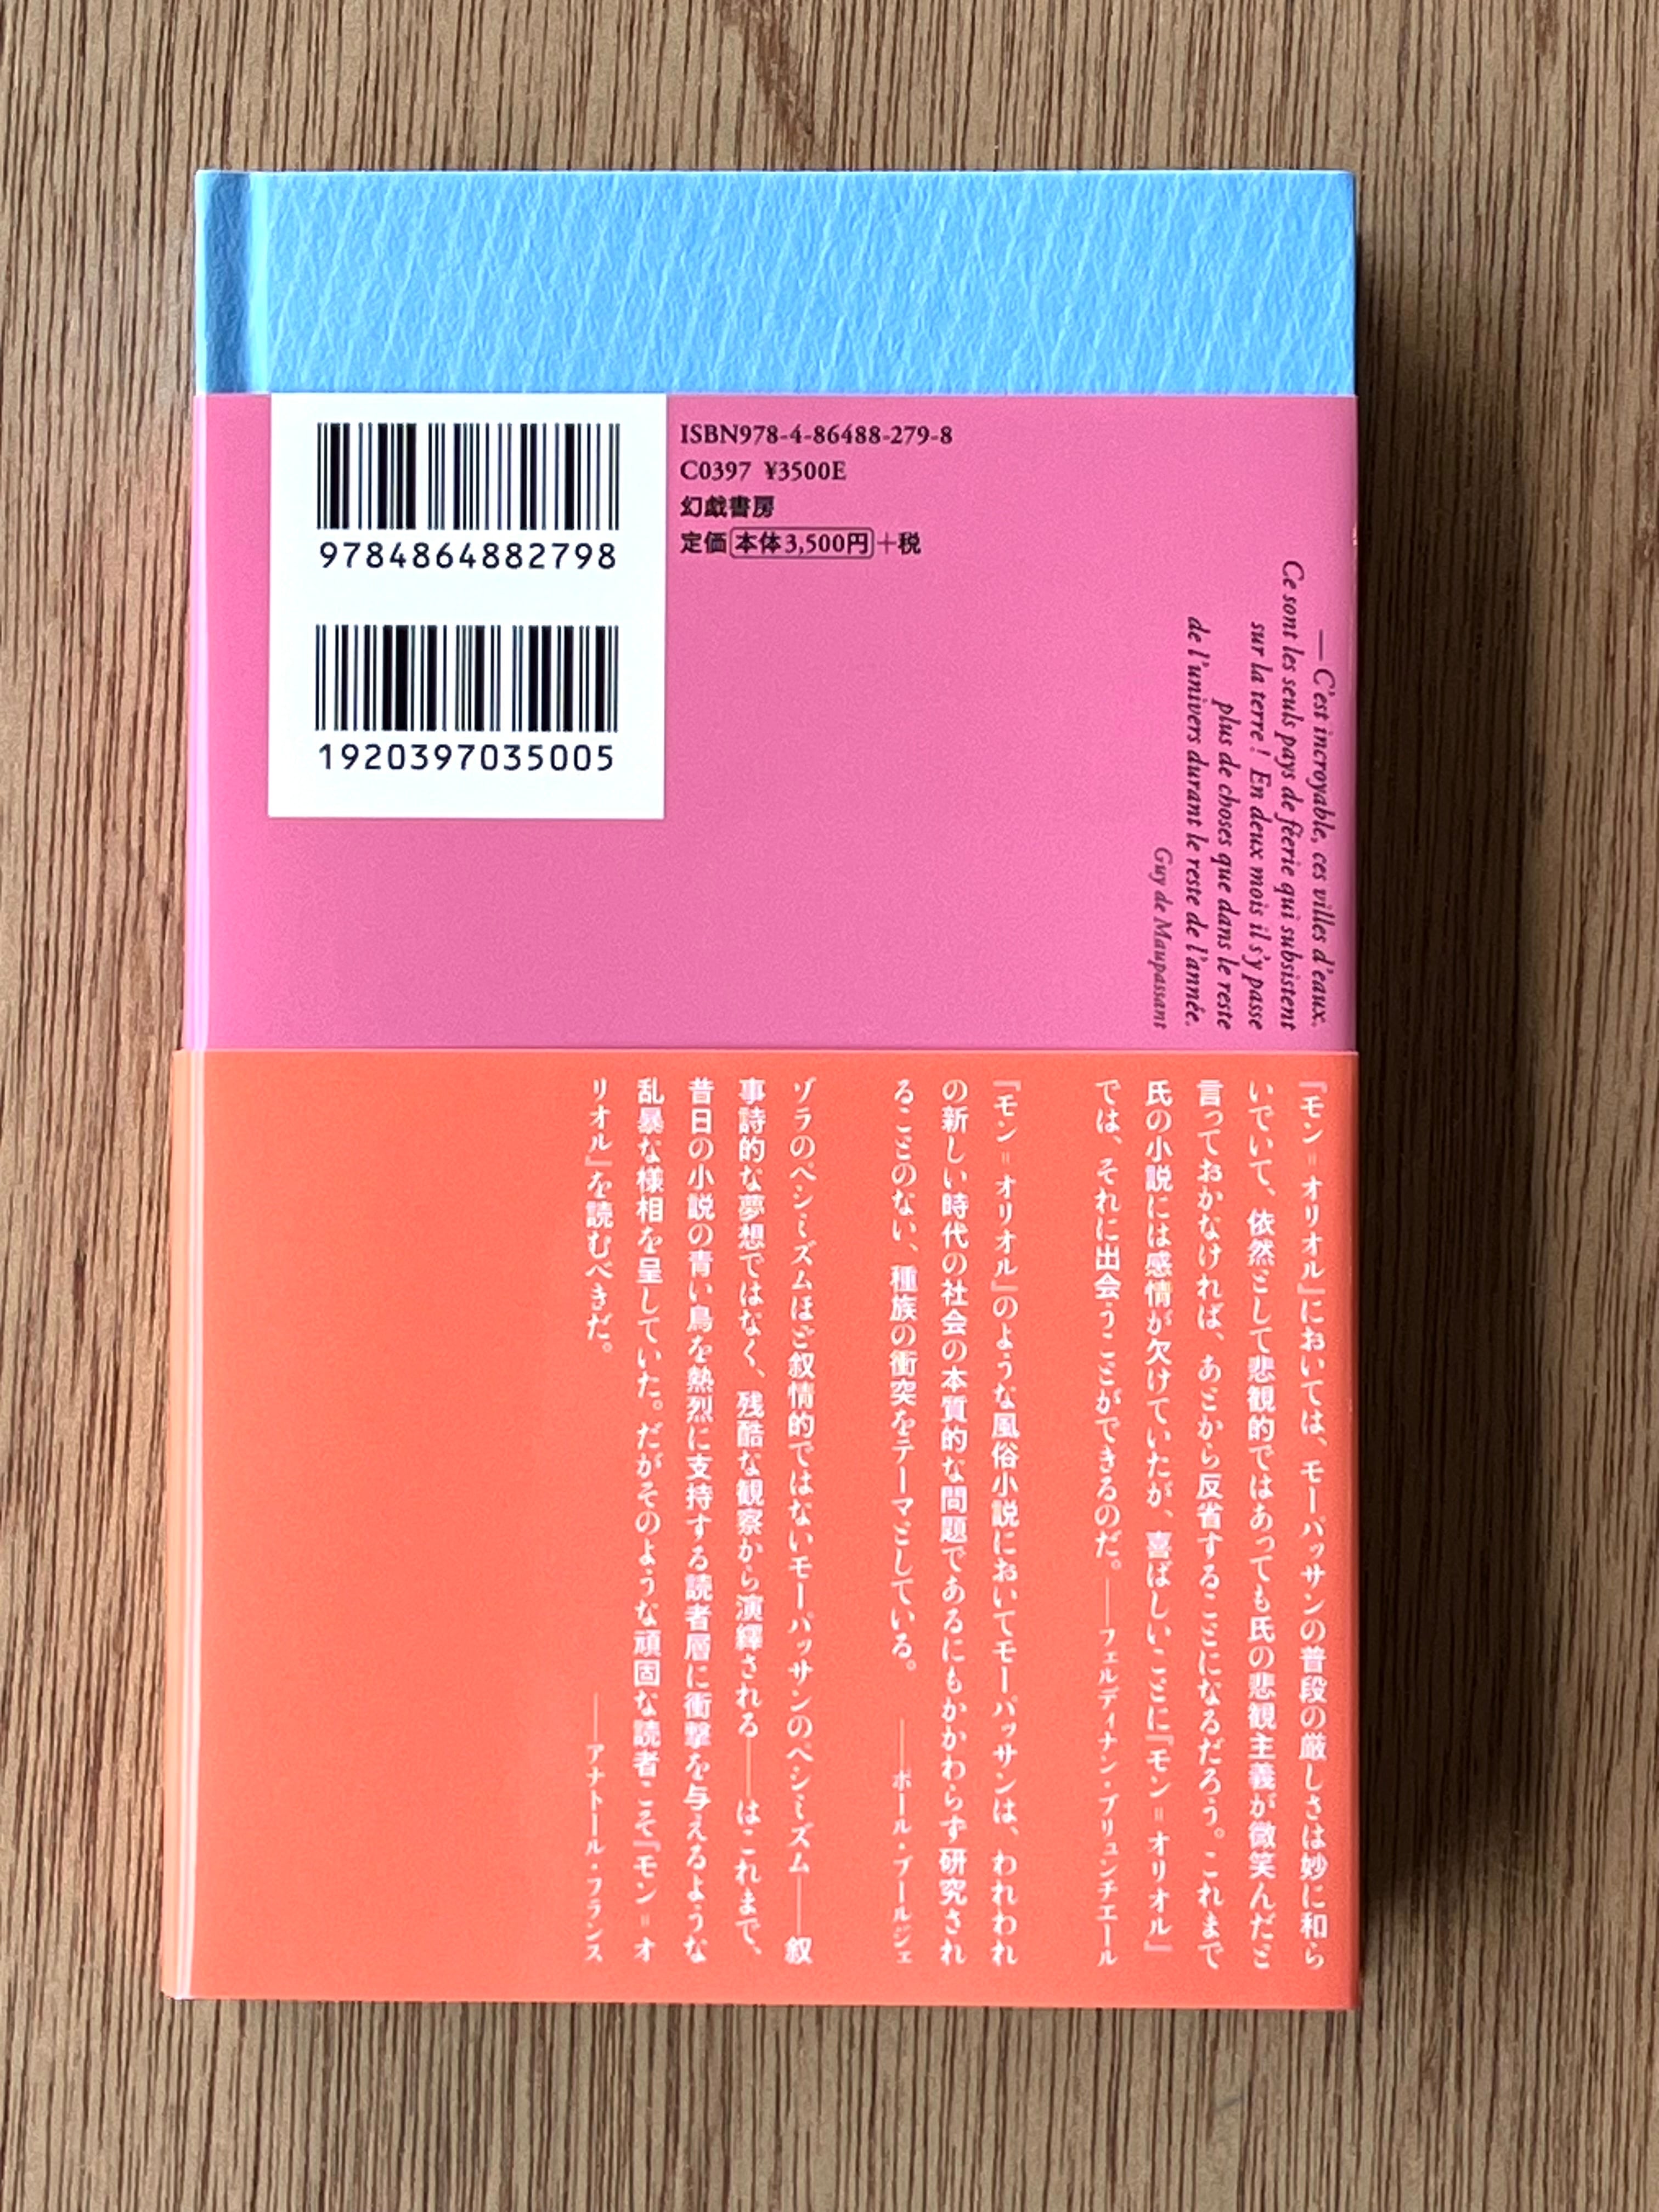 9784864882798
1920397035005
ISBN978-4-86488-279-8
C0397 ¥3500E
幻戯書房
定価本体3,500円+税
—C'est incroyable, ces villes d'eaux.
Ce sont les seuls pays de féerie qui subsistent
sur la terre ! En deux mois il s'y passe
plus de choses que dans le reste
de l'univers durant le reste de l'année.
Guy de Maupassant
『モン゠オリオル』においては、モーパッサンの普段の厳しさは妙に和ら
いでいて、依然として悲観的ではあっても氏の悲観主義が微笑んだと
言っておかなければ、あとから反省することになるだろう。これまで
氏の小説には感情が欠けていたが、喜ばしいことに『モン゠オリオル』
では、それに出会うことができるのだ。――フェルディナン・ブリュンチエール
『モン゠オリオル』のような風俗小説においてモーパッサンは、われわれ
の新しい時代の社会の本質的な問題であるにもかかわらず研究され
ることのない、種族の衝突をテーマとしている。 ――ポール・ブールジェ
ゾラのペシミズムほど叙情的ではないモーパッサンのペシミズム――叙
事詩的な夢想ではなく、残酷な観察から演繹される――はこれまで、
昔日の小説の青い鳥を熱烈に支持する読者層に衝撃を与えるような
乱暴な様相を呈していた。だがそのような頑固な読者こそ『モン゠オ
リオル』を読むべきだ。 ――アナトール・フランス